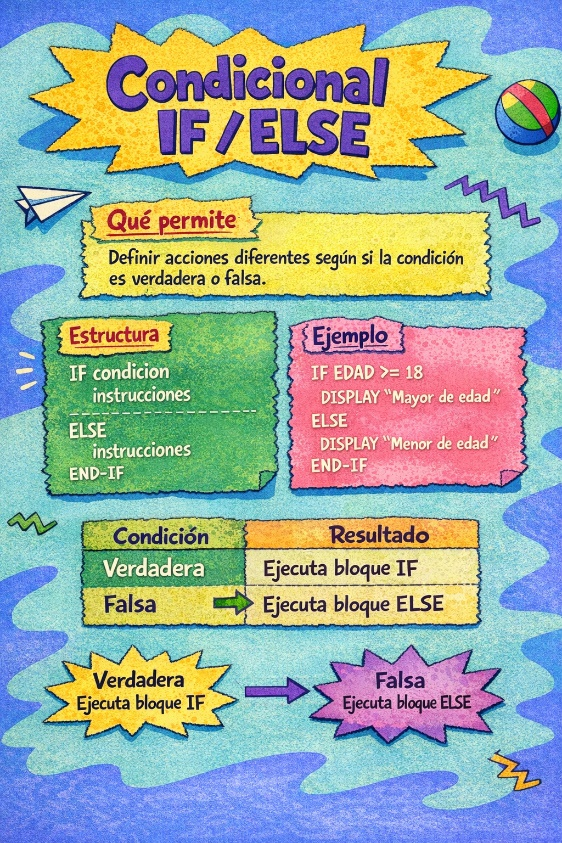 Condicional
IF / ELSE
Qué permite
Definir acciones diferentes según si la condición
es verdadera o falsa.
Estructura
IF condicion
instrucciones
ELSE
instrucciones
END-IF
Ejemplo
IF EDAD >= 18
DISPLAY “Mayor de edad”
ELSE
DISPLAY “Menor de edad”
END-IF
Condición Resultado
Verdadera Ejecuta bloque IF
Falsa Ejecuta bloque ELSE
Verdadera
Ejecuta bloque IF
Falsa
Ejecuta bloque ELSE